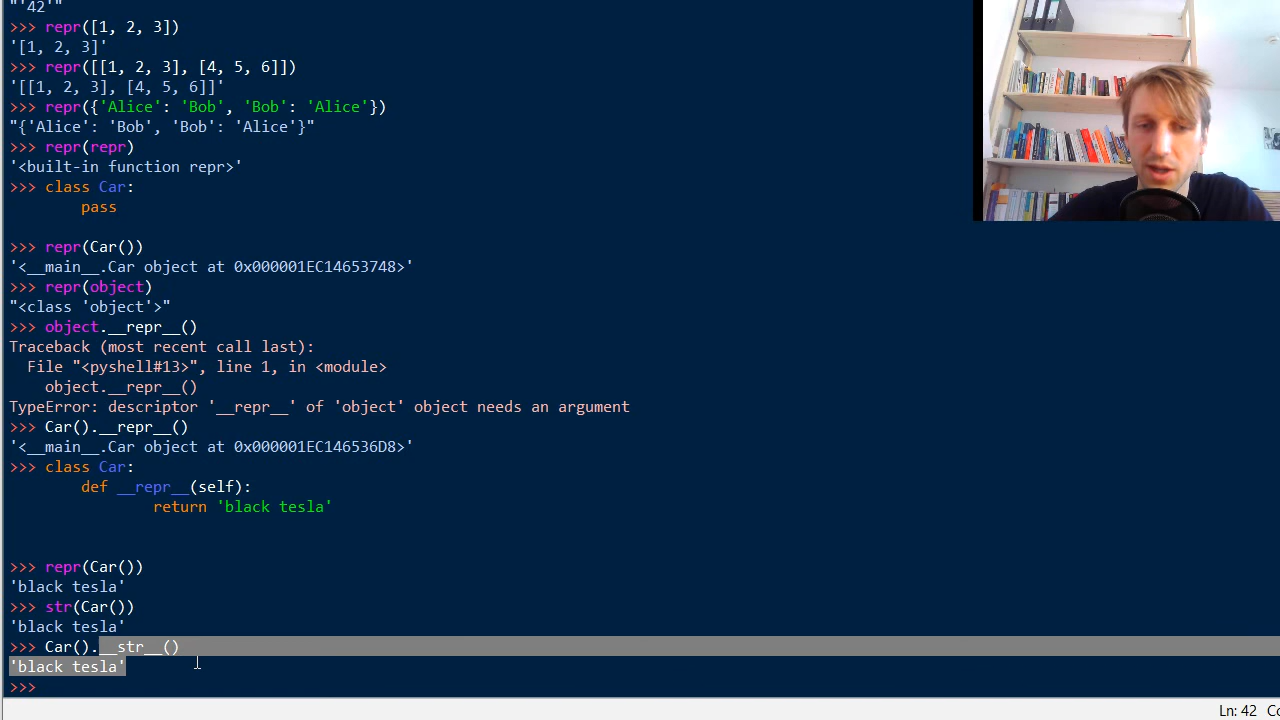 "'42'"
>>> repr([1, 2, 3])
'[1, 2, 3]'
>>> repr([[1, 2, 3], [4, 5, 6]])
'[[1, 2, 3], [4, 5, 6]]'
>>> repr({'Alice': 'Bob', 'Bob': 'Alice'})
"{'Alice': 'Bob', 'Bob': 'Alice'}"
>>> repr(repr)
'<built-in function repr>'
>>> class Car:
        pass
>>> repr(Car())
'<__main__.Car object at 0x000001EC14653748>'
>>> repr(object)
"<class 'object'>"
>>> object.__repr__()
Traceback (most recent call last):
  File "<pyshell#13>", line 1, in <module>
    object.__repr__()
TypeError: descriptor '__repr__' of 'object' object needs an argument
>>> Car().__repr__()
'<__main__.Car object at 0x000001EC146536D8>'
>>> class Car:
        def __repr__(self):
                return 'black tesla'
>>> repr(Car())
'black tesla'
>>> str(Car())
'black tesla'
>>> Car().__str__()
'black tesla'
>>>
Ln: 42 Co